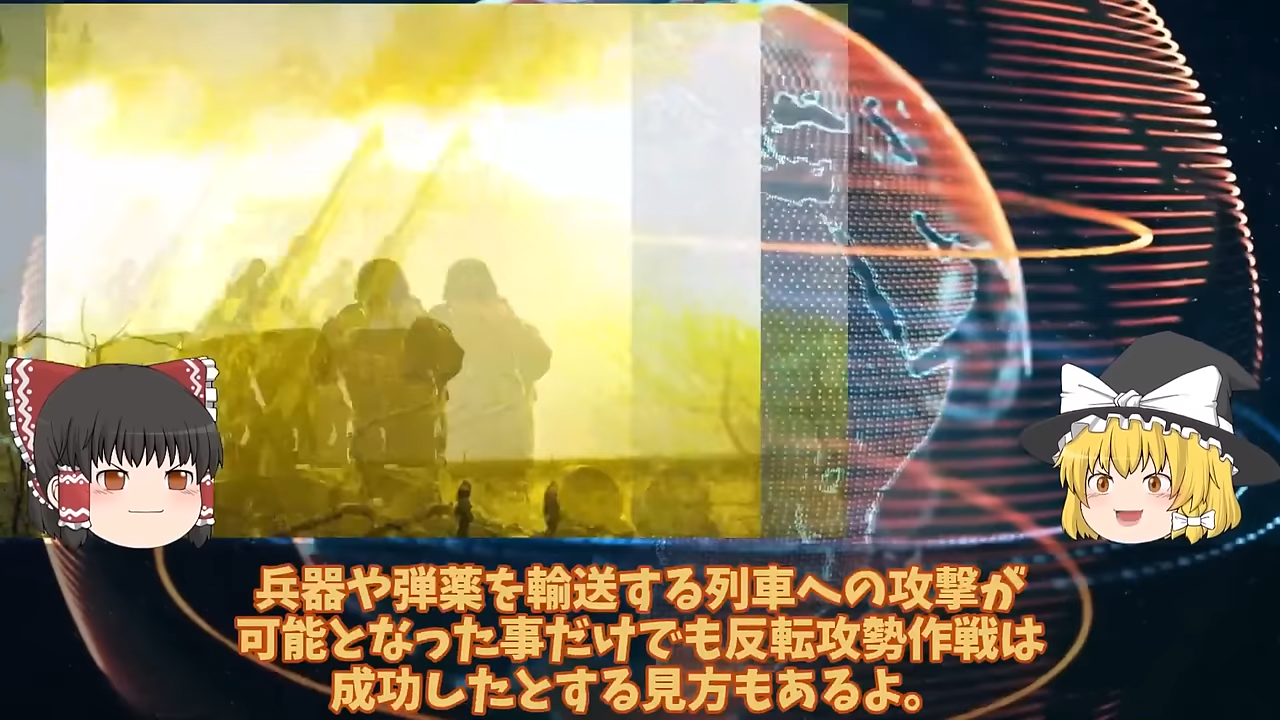 兵器や弾薬を輸送する列車への攻撃が
可能となった事だけでも反転攻勢作戦は
成功したとする見方もあるよ。